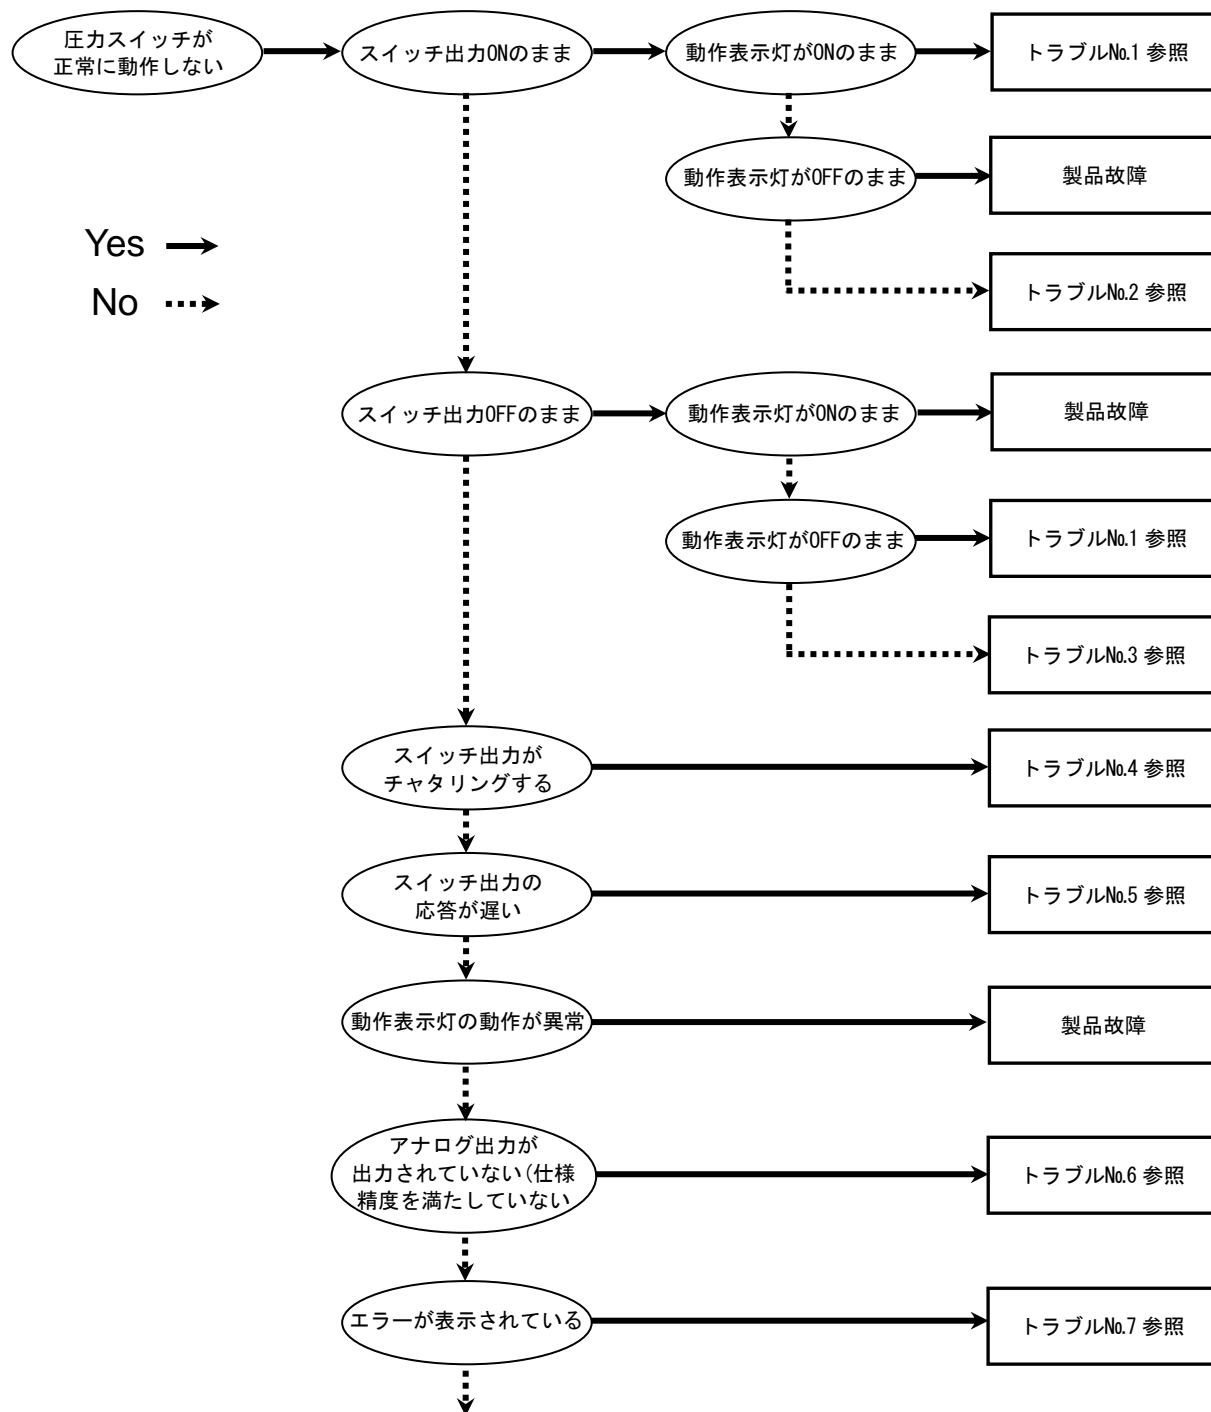 圧力スイッチが
正常に動作しない
スイッチ出力ONのまま
動作表示灯がONのまま
トラブル№1 参照
動作表示灯がOFFのまま
製品故障
Yes
No
トラブル№2 参照
スイッチ出力OFFのまま
動作表示灯がONのまま
製品故障
動作表示灯がOFFのまま
トラブル№1 参照
トラブル№3 参照
スイッチ出力が
チャタリングする
トラブル№4 参照
スイッチ出力の
応答が遅い
トラブル№5 参照
動作表示灯の動作が異常
製品故障
アナログ出力が
出力されていない(仕様
精度を満たしていない
トラブル№6 参照
エラーが表示されている
トラブル№7 参照